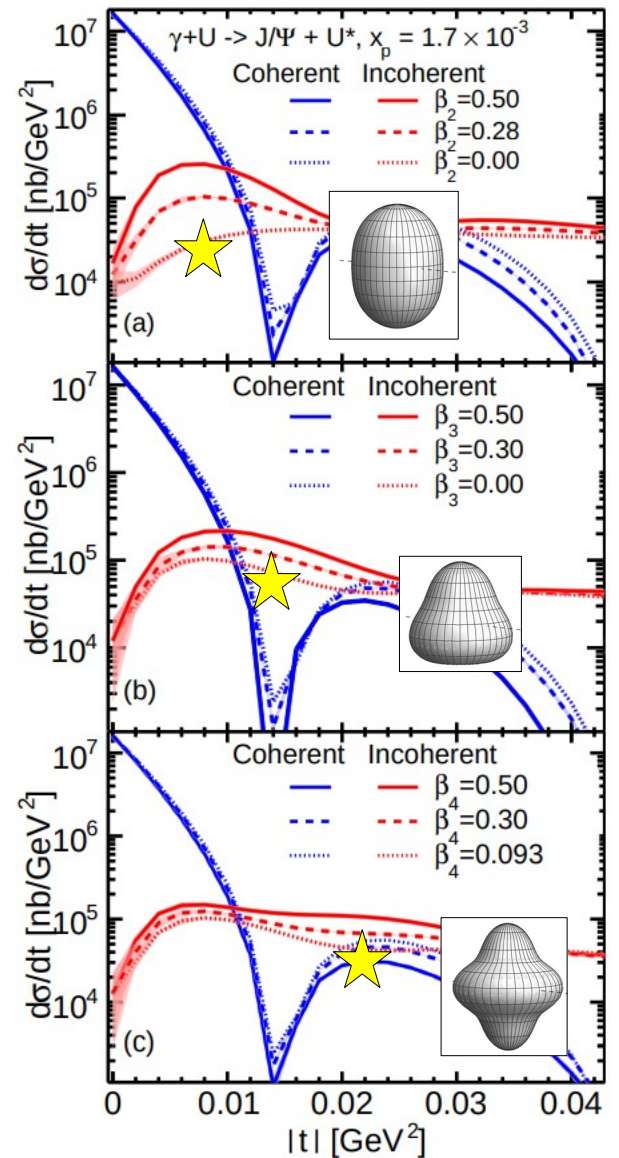 γ+U -> J/Ψ + U*, x_p = 1.7 × 10^-3
Coherent Incoherent
β_2=0.50
β_2=0.28
β_2=0.00
10^7
10^6
10^5
10^4
dσ/dt [nb/GeV^2]
(a)
Coherent Incoherent
β_3=0.50
β_3=0.30
β_3=0.00
10^7
10^6
10^5
10^4
dσ/dt [nb/GeV^2]
(b)
Coherent Incoherent
β_4=0.50
β_4=0.30
β_4=0.093
10^7
10^6
10^5
10^4
dσ/dt [nb/GeV^2]
(c)
0 0.01 0.02 0.03 0.04
|t| [GeV^2]